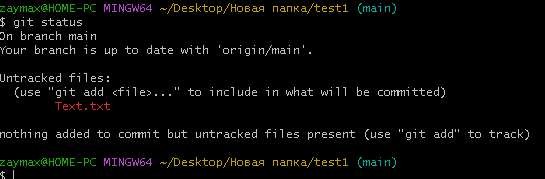 zaymax@HOME-PC MINGW64 ~/Desktop/Новая папка/test1 (main)
$ git status
On branch main
Your branch is up to date with 'origin/main'.
Untracked files:
(use "git add <file>..." to include in what will be committed)
Text.txt
nothing added to commit but untracked files present (use "git add" to track)
zaymax@HOME-PC MINGW64 ~/Desktop/Новая папка/test1 (main)
$